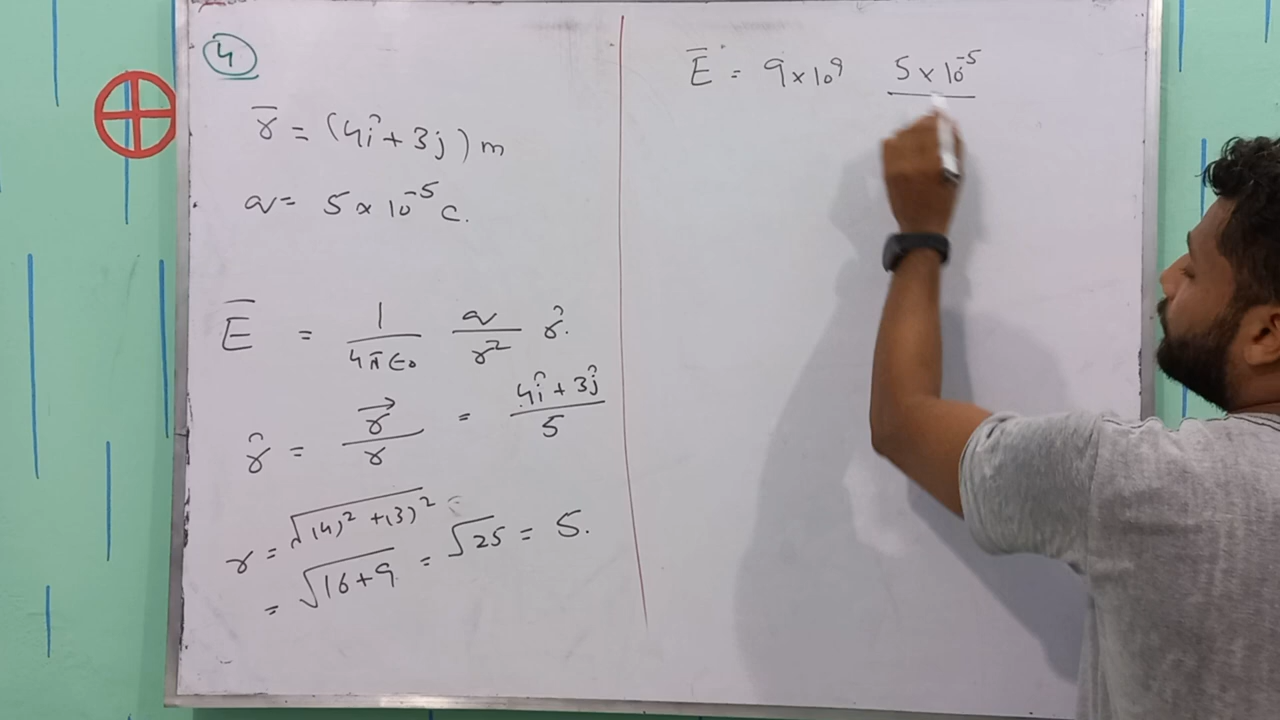 4
r̄ = (4î + 3j) m
q = 5 × 10⁻⁵ C.
Ē = 1/4πϵ₀ q/r² r̂.
r̂ = r⃗/r = 4î + 3ĵ/5
r = √(4)² + (3)² =
= √16+9 = √25 = 5.
Ē = 9×10⁹ 5 × 10⁻⁵